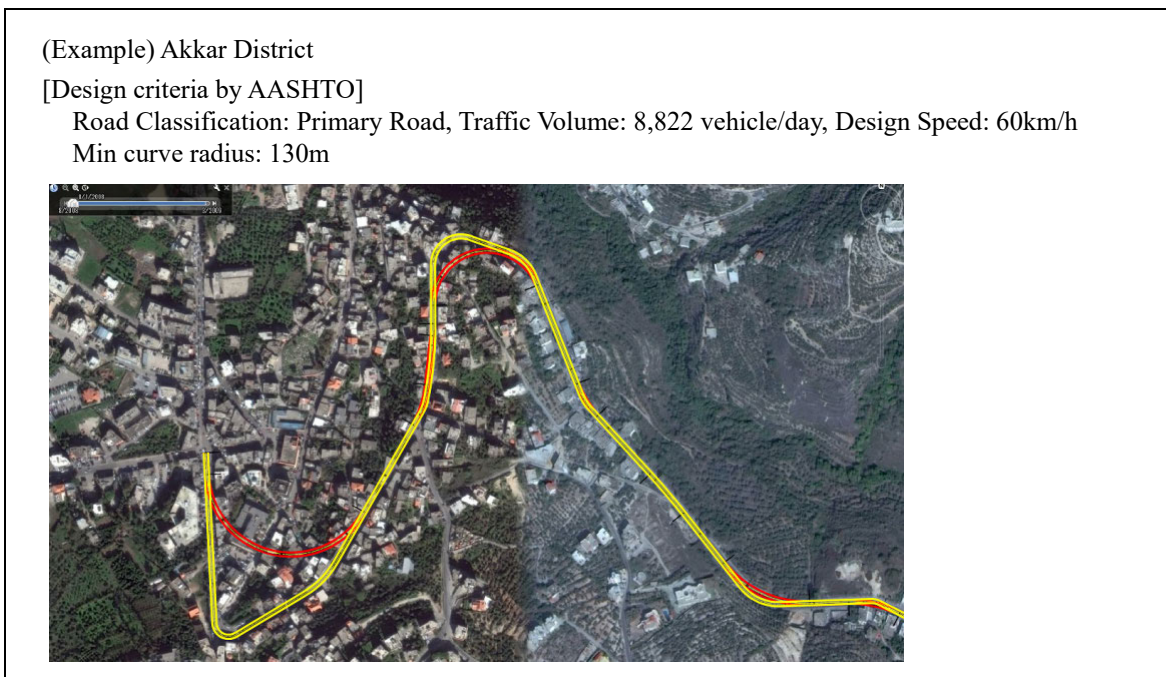 (Example) Akkar District
[Design criteria by AASHTO]
Road Classification: Primary Road, Traffic Volume: 8,822 vehicle/day, Design Speed: 60km/h
Min curve radius: 130m